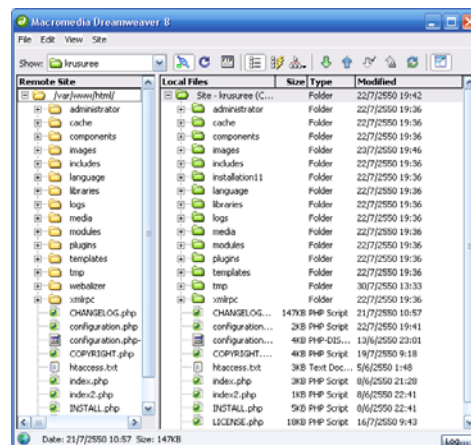 Macromedia Dreamweaver 8
File Edit View Site
Show: krusuree
Remote Site Local Files Size Type Modified
/var/www/html/ Site - krusuree (C... Folder 22/7/2550 19:42
administrator administrator Folder 22/7/2550 19:36
cache cache Folder 22/7/2550 19:36
components components Folder 22/7/2550 19:36
images images Folder 23/7/2550 19:46
includes includes Folder 22/7/2550 19:36
language installation11 Folder 22/7/2550 19:36
libraries language Folder 22/7/2550 19:36
logs libraries Folder 22/7/2550 19:36
media logs Folder 22/7/2550 19:36
modules media Folder 22/7/2550 19:36
plugins modules Folder 22/7/2550 19:36
templates plugins Folder 22/7/2550 19:36
tmp templates Folder 22/7/2550 19:36
webalizer tmp Folder 30/7/2550 13:33
xmlrpc xmlrpc Folder 22/7/2550 19:36
CHANGELOG.php CHANGELOG... 147KB PHP Script 21/7/2550 10:57
configuration.php configuration... 2KB PHP Script 22/7/2550 19:41
configuration.php- configuration... 4KB PHP-DIS... 13/6/2550 23:01
COPYRIGHT.php COPYRIGHT.... 4KB PHP Script 19/7/2550 9:18
htaccess.txt htaccess.txt 3KB Text Doc... 5/6/2550 1:48
index.php index.php 3KB PHP Script 8/6/2550 21:20
index2.php index2.php 1KB PHP Script 8/6/2550 22:41
INSTALL.php INSTALL.php 5KB PHP Script 8/6/2550 22:41
LICENSE.php 18KB PHP Script 16/7/2550 9:43
Date: 21/7/2550 10:57 Size: 147KB Log...